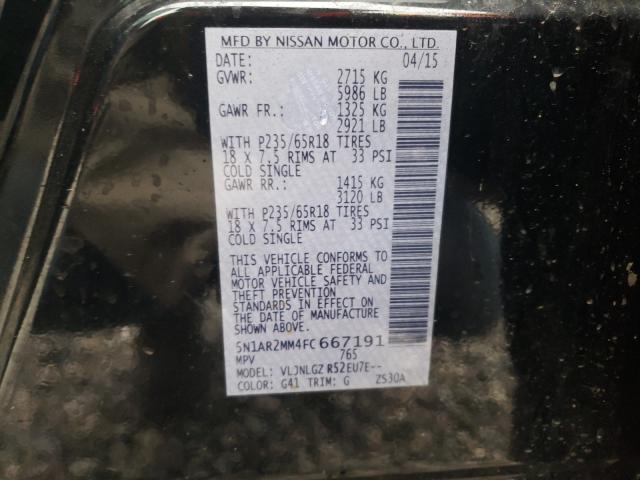 MFD BY NISSAN MOTOR CO., LTD.
DATE: 04/15
GVWR: 2715 KG
5986 LB
GAWR FR.: 1325 KG
2921 LB
WITH P235/65R18 TIRES
18 X 7.5 RIMS AT 33 PSI
COLD SINGLE
GAWR RR.: 1415 KG
3120 LB
WITH P235/65R18 TIRES
18 X 7.5 RIMS AT 33 PSI
COLD SINGLE
THIS VEHICLE CONFORMS TO
ALL APPLICABLE FEDERAL
MOTOR VEHICLE SAFETY AND
THEFT PREVENTION
STANDARDS IN EFFECT ON
THE DATE OF MANUFACTURE
SHOWN ABOVE.
5N1AR2MM4FC667191
MPV 765
MODEL: VLJNLGZ R52EU7E--
COLOR: G41 TRIM: G ZS30A